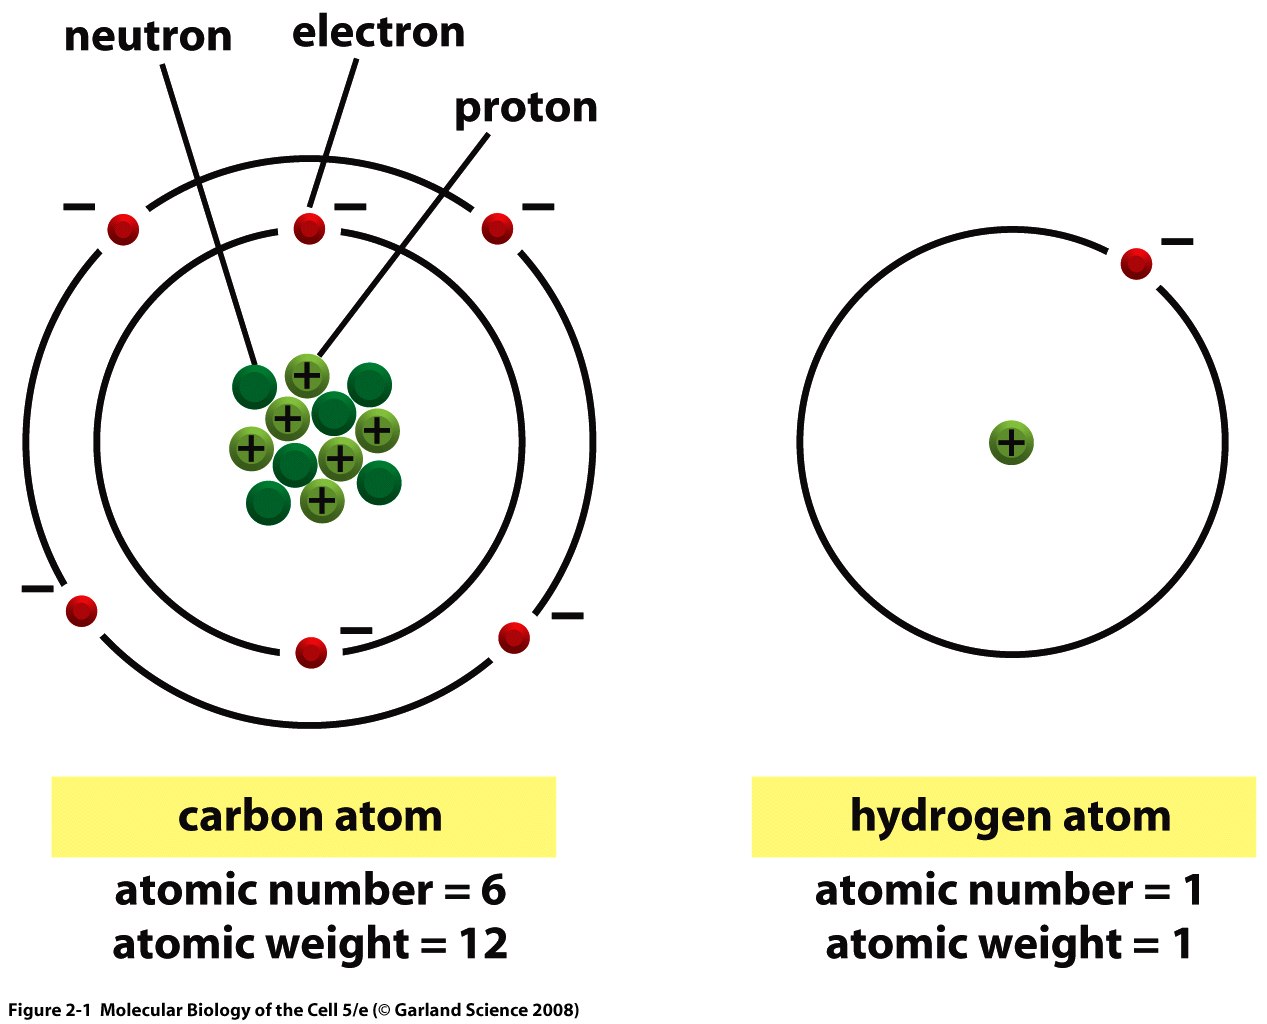 neutron
electron
proton
−
−
−
−
+
+
+
+
+
+
+
−
−
−
carbon atom
hydrogen atom
atomic number = 6
atomic number = 1
atomic weight = 12
atomic weight = 1
Figure 2-1 Molecular Biology of the Cell 5/e (© Garland Science 2008)